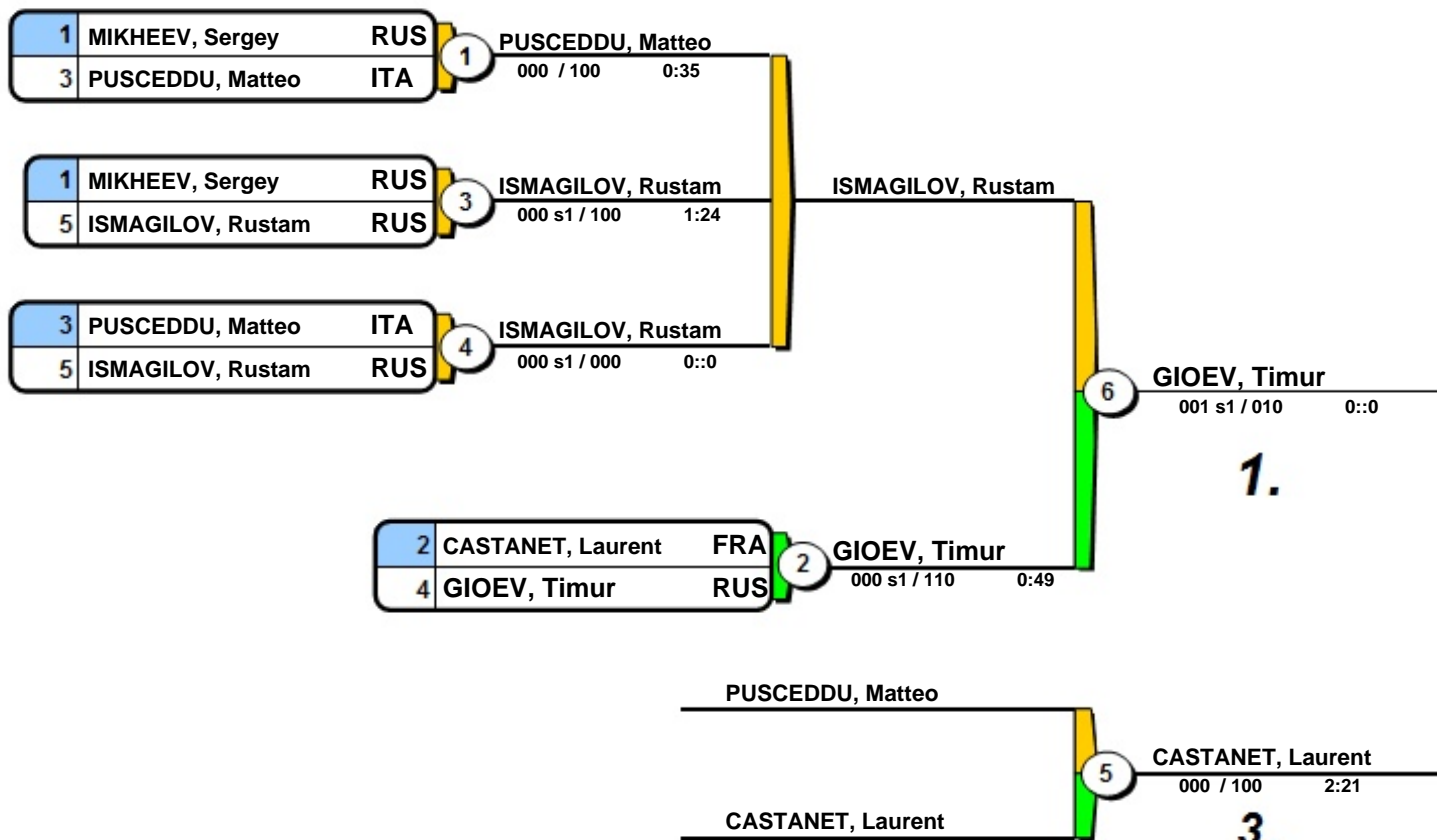 1 MIKHEEV, Sergey RUS
3 PUSCEDDU, Matteo ITA
1 PUSCEDDU, Matteo
000 / 100 0:35
1 MIKHEEV, Sergey RUS
5 ISMAGILOV, Rustam RUS
3 ISMAGILOV, Rustam
000 s1 / 100 1:24
ISMAGILOV, Rustam
3 PUSCEDDU, Matteo ITA
5 ISMAGILOV, Rustam RUS
4 ISMAGILOV, Rustam
000 s1 / 000 0::0
6 GIOEV, Timur
001 s1 / 010 0::0
1.
2 CASTANET, Laurent FRA
4 GIOEV, Timur RUS
2 GIOEV, Timur
000 s1 / 110 0:49
PUSCEDDU, Matteo
5 CASTANET, Laurent
000 / 100 2:21
3
CASTANET, Laurent